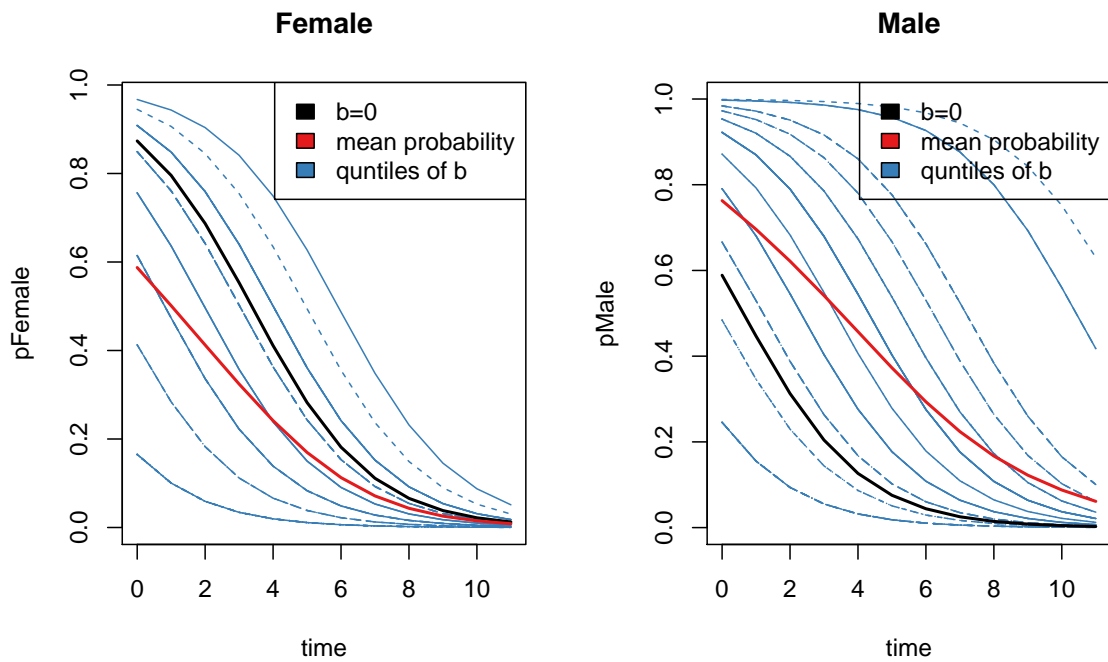 Female
pFemale
1.0
0.8
0.6
0.4
0.2
0.0
b=0
mean probability
quntiles of b
0 2 4 6 8 10
time
Male
pMale
1.0
0.8
0.6
0.4
0.2
0.0
b=0
mean probability
quntiles of b
0 2 4 6 8 10
time